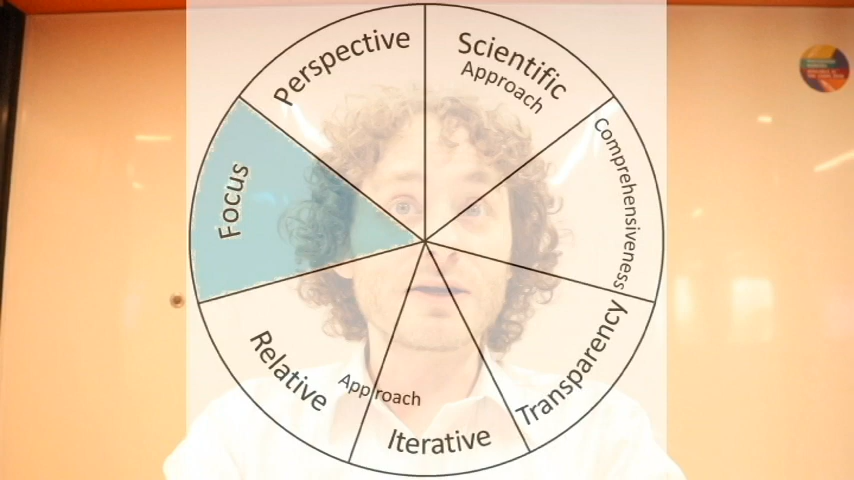 Perspective
Scientific
Approach
Comprehensiveness
Transparency
Iterative
Approach
Relative
Focus